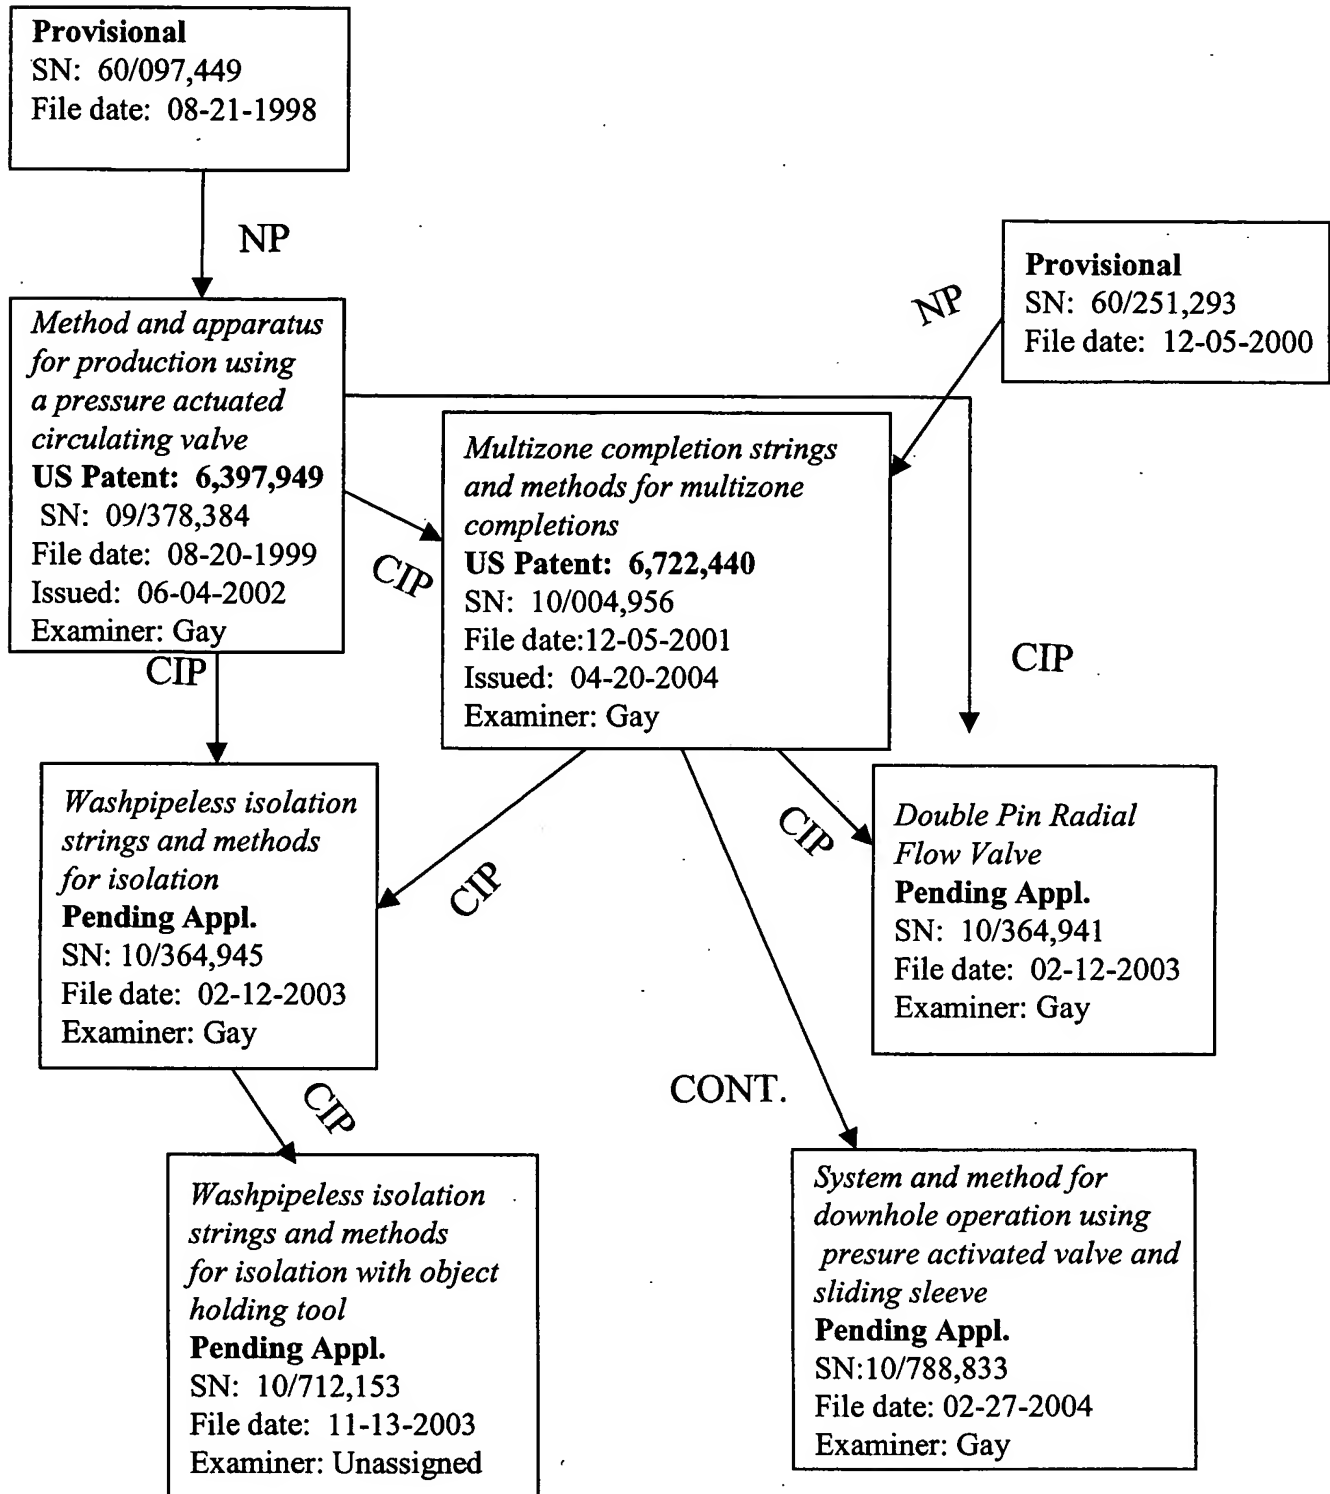 Provisional
SN: 60/097,449
File date: 08-21-1998
NP
Provisional
SN: 60/251,293
File date: 12-05-2000
NP
Method and apparatus
for production using
a pressure actuated
circulating valve
US Patent: 6,397,949
SN: 09/378,384
File date: 08-20-1999
Issued: 06-04-2002
Examiner: Gay
CIP
Multizone completion strings
and methods for multizone
completions
US Patent: 6,722,440
SN: 10/004,956
File date:12-05-2001
Issued: 04-20-2004
Examiner: Gay
CIP
CIP
Washpipeless isolation
strings and methods
for isolation
Pending Appl.
SN: 10/364,945
File date: 02-12-2003
Examiner: Gay
CIP
CIP
Double Pin Radial
Flow Valve
Pending Appl.
SN: 10/364,941
File date: 02-12-2003
Examiner: Gay
CIP
CONT.
Washpipeless isolation
strings and methods
for isolation with object
holding tool
Pending Appl.
SN: 10/712,153
File date: 11-13-2003
Examiner: Unassigned
System and method for
downhole operation using
presure activated valve and
sliding sleeve
Pending Appl.
SN:10/788,833
File date: 02-27-2004
Examiner: Gay